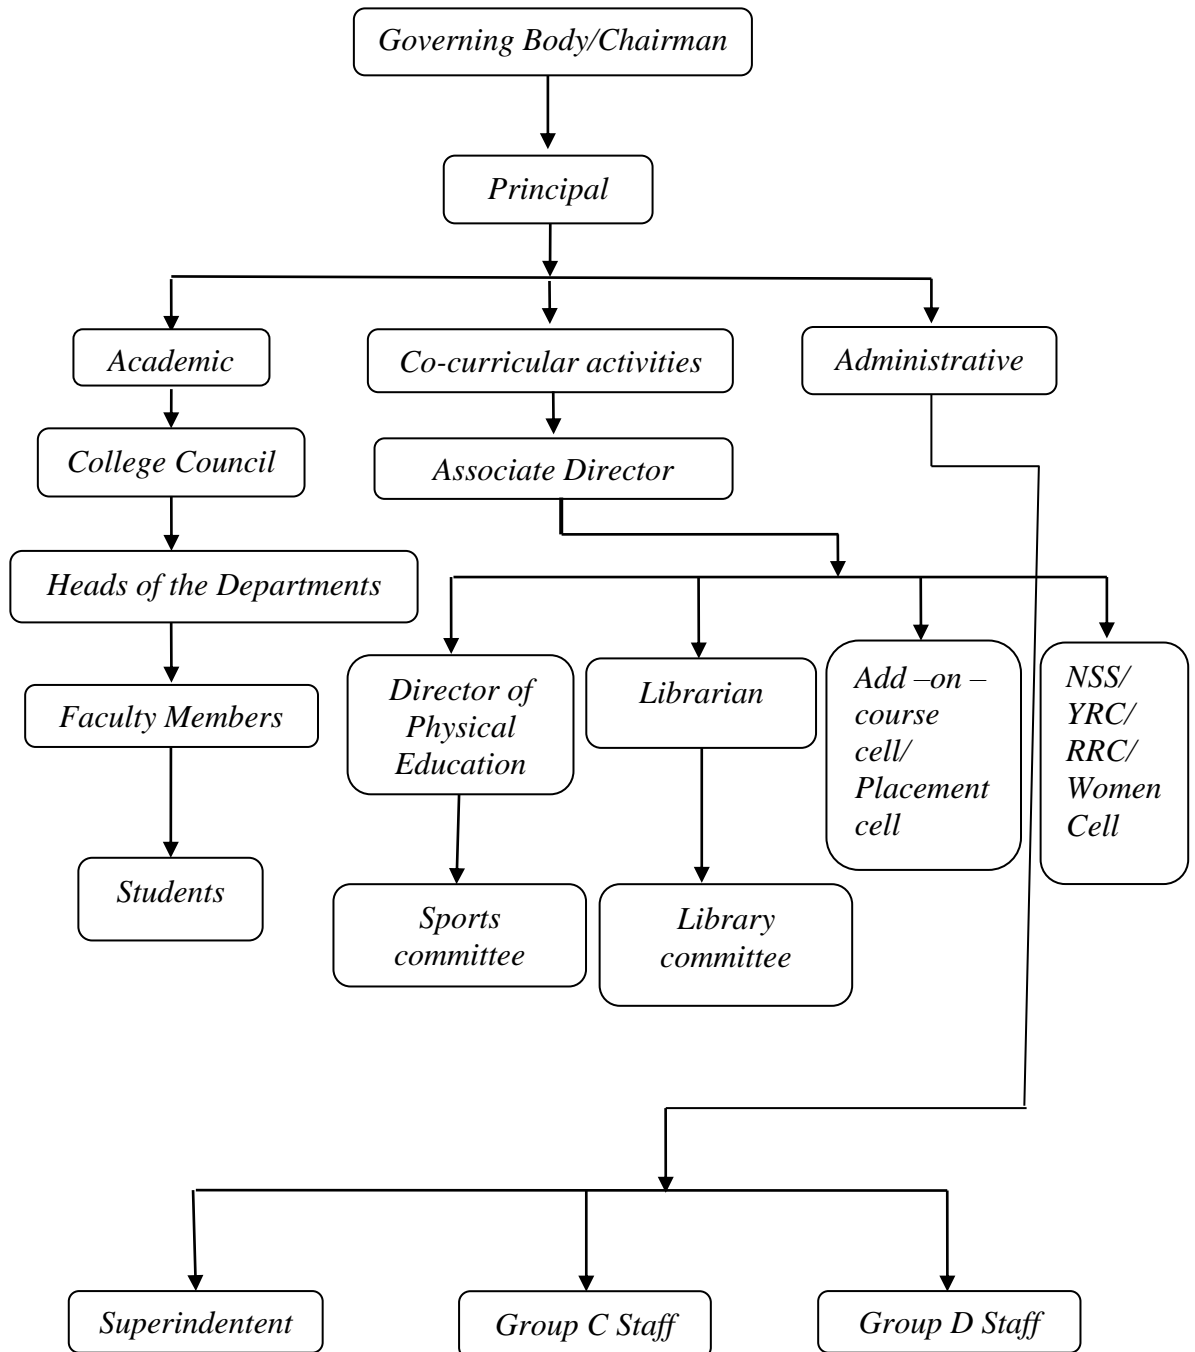 Governing Body/Chairman
Principal
Academic
Co-curricular activities
Administrative
College Council
Associate Director
Heads of the Departments
Faculty Members
Director of
Physical
Education
Librarian
Add –on –
course
cell/
Placement
cell
NSS/
YRC/
RRC/
Women
Cell
Students
Sports
committee
Library
committee
Superindentent
Group C Staff
Group D Staff